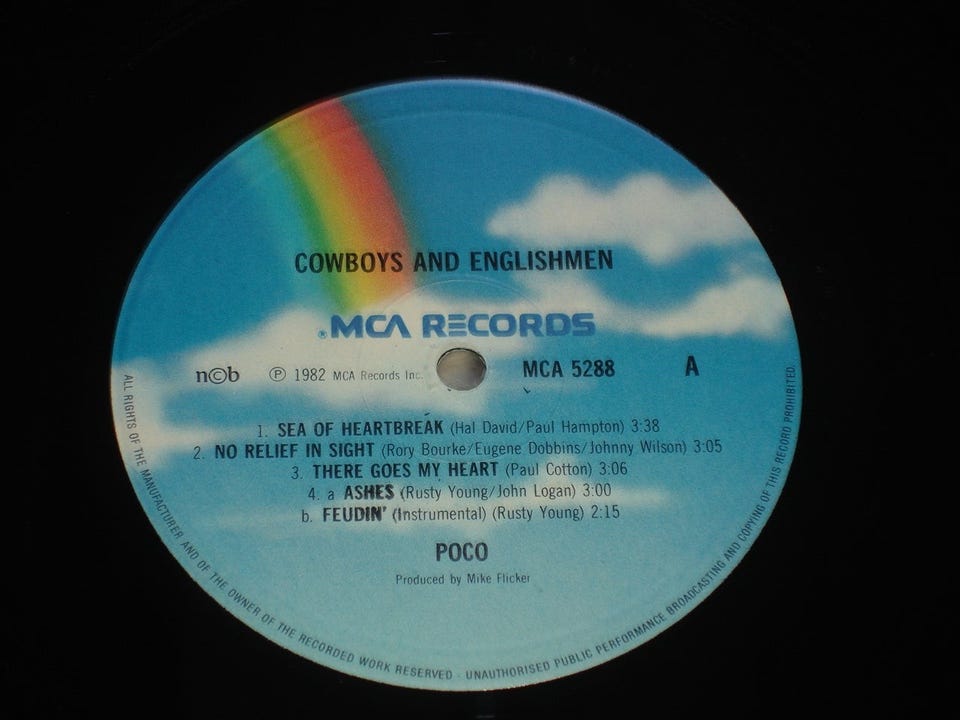 COWBOYS AND ENGLISHMEN
®MCA RECORDS
n©b ℗ 1982 MCA Records Inc. MCA 5288 A
1. SEA OF HEARTBREAK (Hal David/Paul Hampton) 3:38
2. NO RELIEF IN SIGHT (Rory Bourke/Eugene Dobbins/Johnny Wilson) 3:05
3. THERE GOES MY HEART (Paul Cotton) 3:06
4. a ASHES (Rusty Young/John Logan) 3:00
b. FEUDIN' (Instrumental) (Rusty Young) 2:15
POCO
Produced by Mike Flicker
ALL RIGHTS OF THE MANUFACTURER AND OF THE OWNER OF THE RECORDED WORK RESERVED · UNAUTHORISED PUBLIC PERFORMANCE BROADCASTING AND COPYING OF THIS RECORD PROHIBITED.